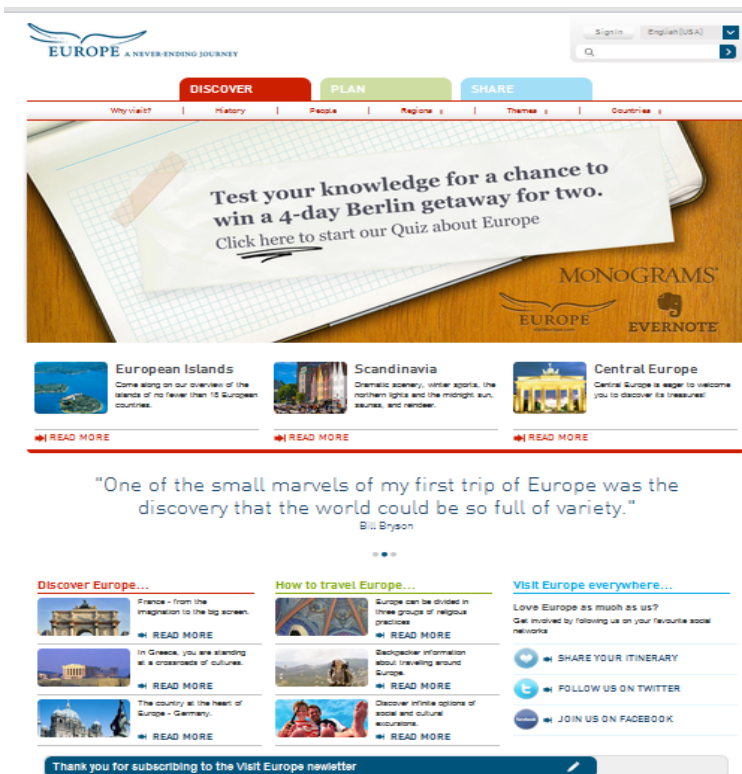 EUROPE A NEVER-ENDING JOURNEY
Sign In English (USA)
DISCOVER PLAN SHARE
Why visit? | History | People | Regions | Themes | Countries
Test your knowledge for a chance to
win a 4-day Berlin getaway for two.
Click here to start our Quiz about Europe
MONOGRAMS
EUROPE
EVERNOTE
European Islands
Come along on our overview of the
islands of no fewer than 15 European
countries.
READ MORE
Scandinavia
Dramatic scenery, winter sports, the
northern lights and the midnight sun,
saunas, and reindeer.
READ MORE
Central Europe
Central Europe is eager to welcome
you to discover its treasures!
READ MORE
"One of the small marvels of my first trip of Europe was the
discovery that the world could be so full of variety."
Bill Bryson
Discover Europe...
France - from the
imagination to the big screen.
READ MORE
In Greece, you are standing
at a crossroads of cultures.
READ MORE
The country at the heart of
Europe - Germany.
READ MORE
How to travel Europe...
Europe can be divided in
three groups of religious
practices
READ MORE
Backpacker information
about traveling around
Europe.
READ MORE
Discover infinite options of
social and cultural
excursions.
READ MORE
Visit Europe everywhere...
Love Europe as much as us?
Get involved by following us on your favourite social
networks
SHARE YOUR ITINERARY
FOLLOW US ON TWITTER
facebook JOIN US ON FACEBOOK
Thank you for subscribing to the Visit Europe newletter